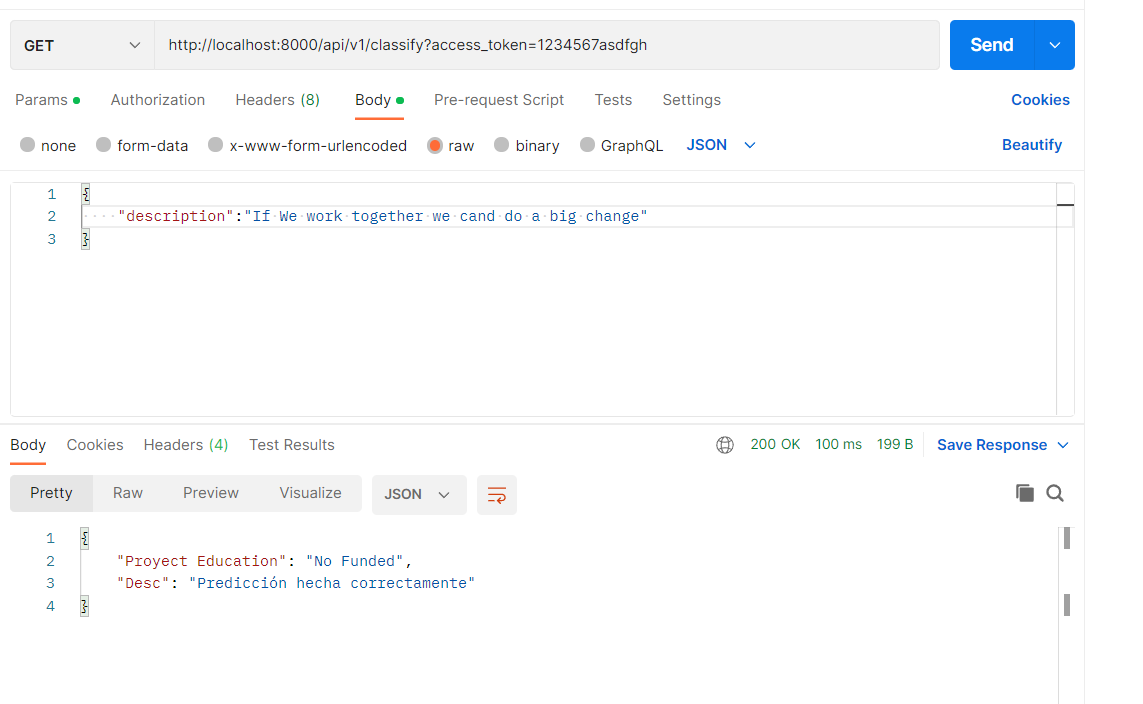 GET http://localhost:8000/api/v1/classify?access_token=1234567asdfgh Send
Params Authorization Headers (8) Body Pre-request Script Tests Settings Cookies
none form-data x-www-form-urlencoded raw binary GraphQL JSON Beautify
1 {
2 "description":"If We work together we cand do a big change"
3 }
Body Cookies Headers (4) Test Results 200 OK 100 ms 199 B Save Response
Pretty Raw Preview Visualize JSON
1 {
2 "Proyect Education": "No Funded",
3 "Desc": "Predicción hecha correctamente"
4 }